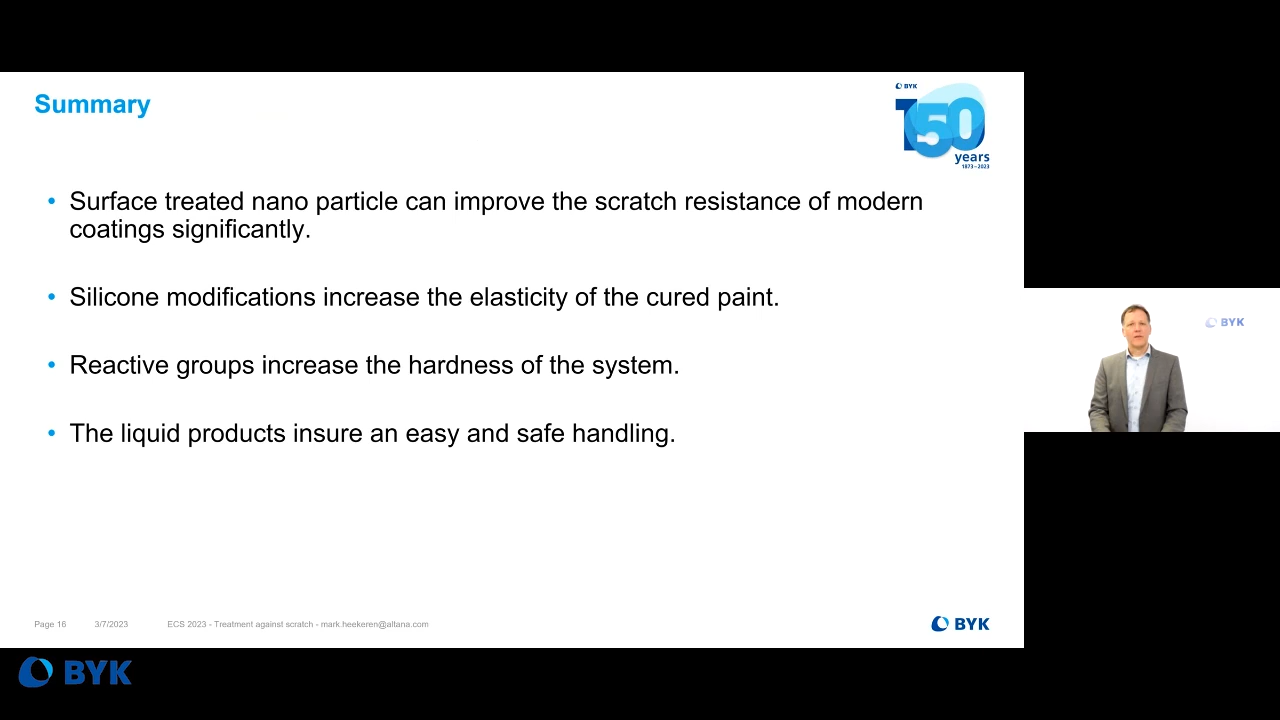 Summary
BYK
150
years
1873–2023
• Surface treated nano particle can improve the scratch resistance of modern
coatings significantly.
• Silicone modifications increase the elasticity of the cured paint.
• Reactive groups increase the hardness of the system.
• The liquid products insure an easy and safe handling.
BYK
Page 16 3/7/2023 ECS 2023 - Treatment against scratch - mark.heekeren@altana.com
BYK
BYK